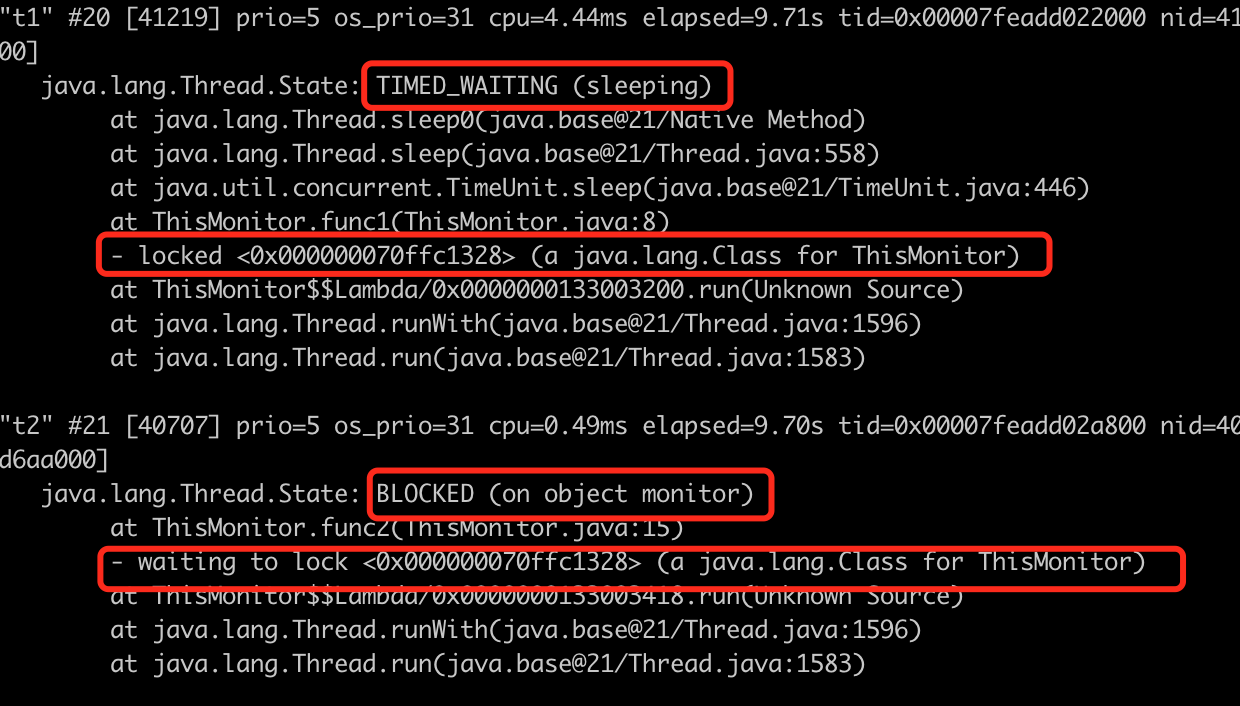 "t1" #20 [41219] prio=5 os_prio=31 cpu=4.44ms elapsed=9.71s tid=0x00007feadd022000 nid=41
00]
java.lang.Thread.State: TIMED_WAITING (sleeping)
at java.lang.Thread.sleep0(java.base@21/Native Method)
at java.lang.Thread.sleep(java.base@21/Thread.java:558)
at java.util.concurrent.TimeUnit.sleep(java.base@21/TimeUnit.java:446)
at ThisMonitor.func1(ThisMonitor.java:8)
- locked <0x000000070ffc1328> (a java.lang.Class for ThisMonitor)
at ThisMonitor$$Lambda/0x0000000133003200.run(Unknown Source)
at java.lang.Thread.runWith(java.base@21/Thread.java:1596)
at java.lang.Thread.run(java.base@21/Thread.java:1583)
"t2" #21 [40707] prio=5 os_prio=31 cpu=0.49ms elapsed=9.70s tid=0x00007feadd02a800 nid=40
d6aa000]
java.lang.Thread.State: BLOCKED (on object monitor)
at ThisMonitor.func2(ThisMonitor.java:15)
- waiting to lock <0x000000070ffc1328> (a java.lang.Class for ThisMonitor)
at ThisMonitor$$Lambda/0x0000000133003418.run(Unknown Source)
at java.lang.Thread.runWith(java.base@21/Thread.java:1596)
at java.lang.Thread.run(java.base@21/Thread.java:1583)